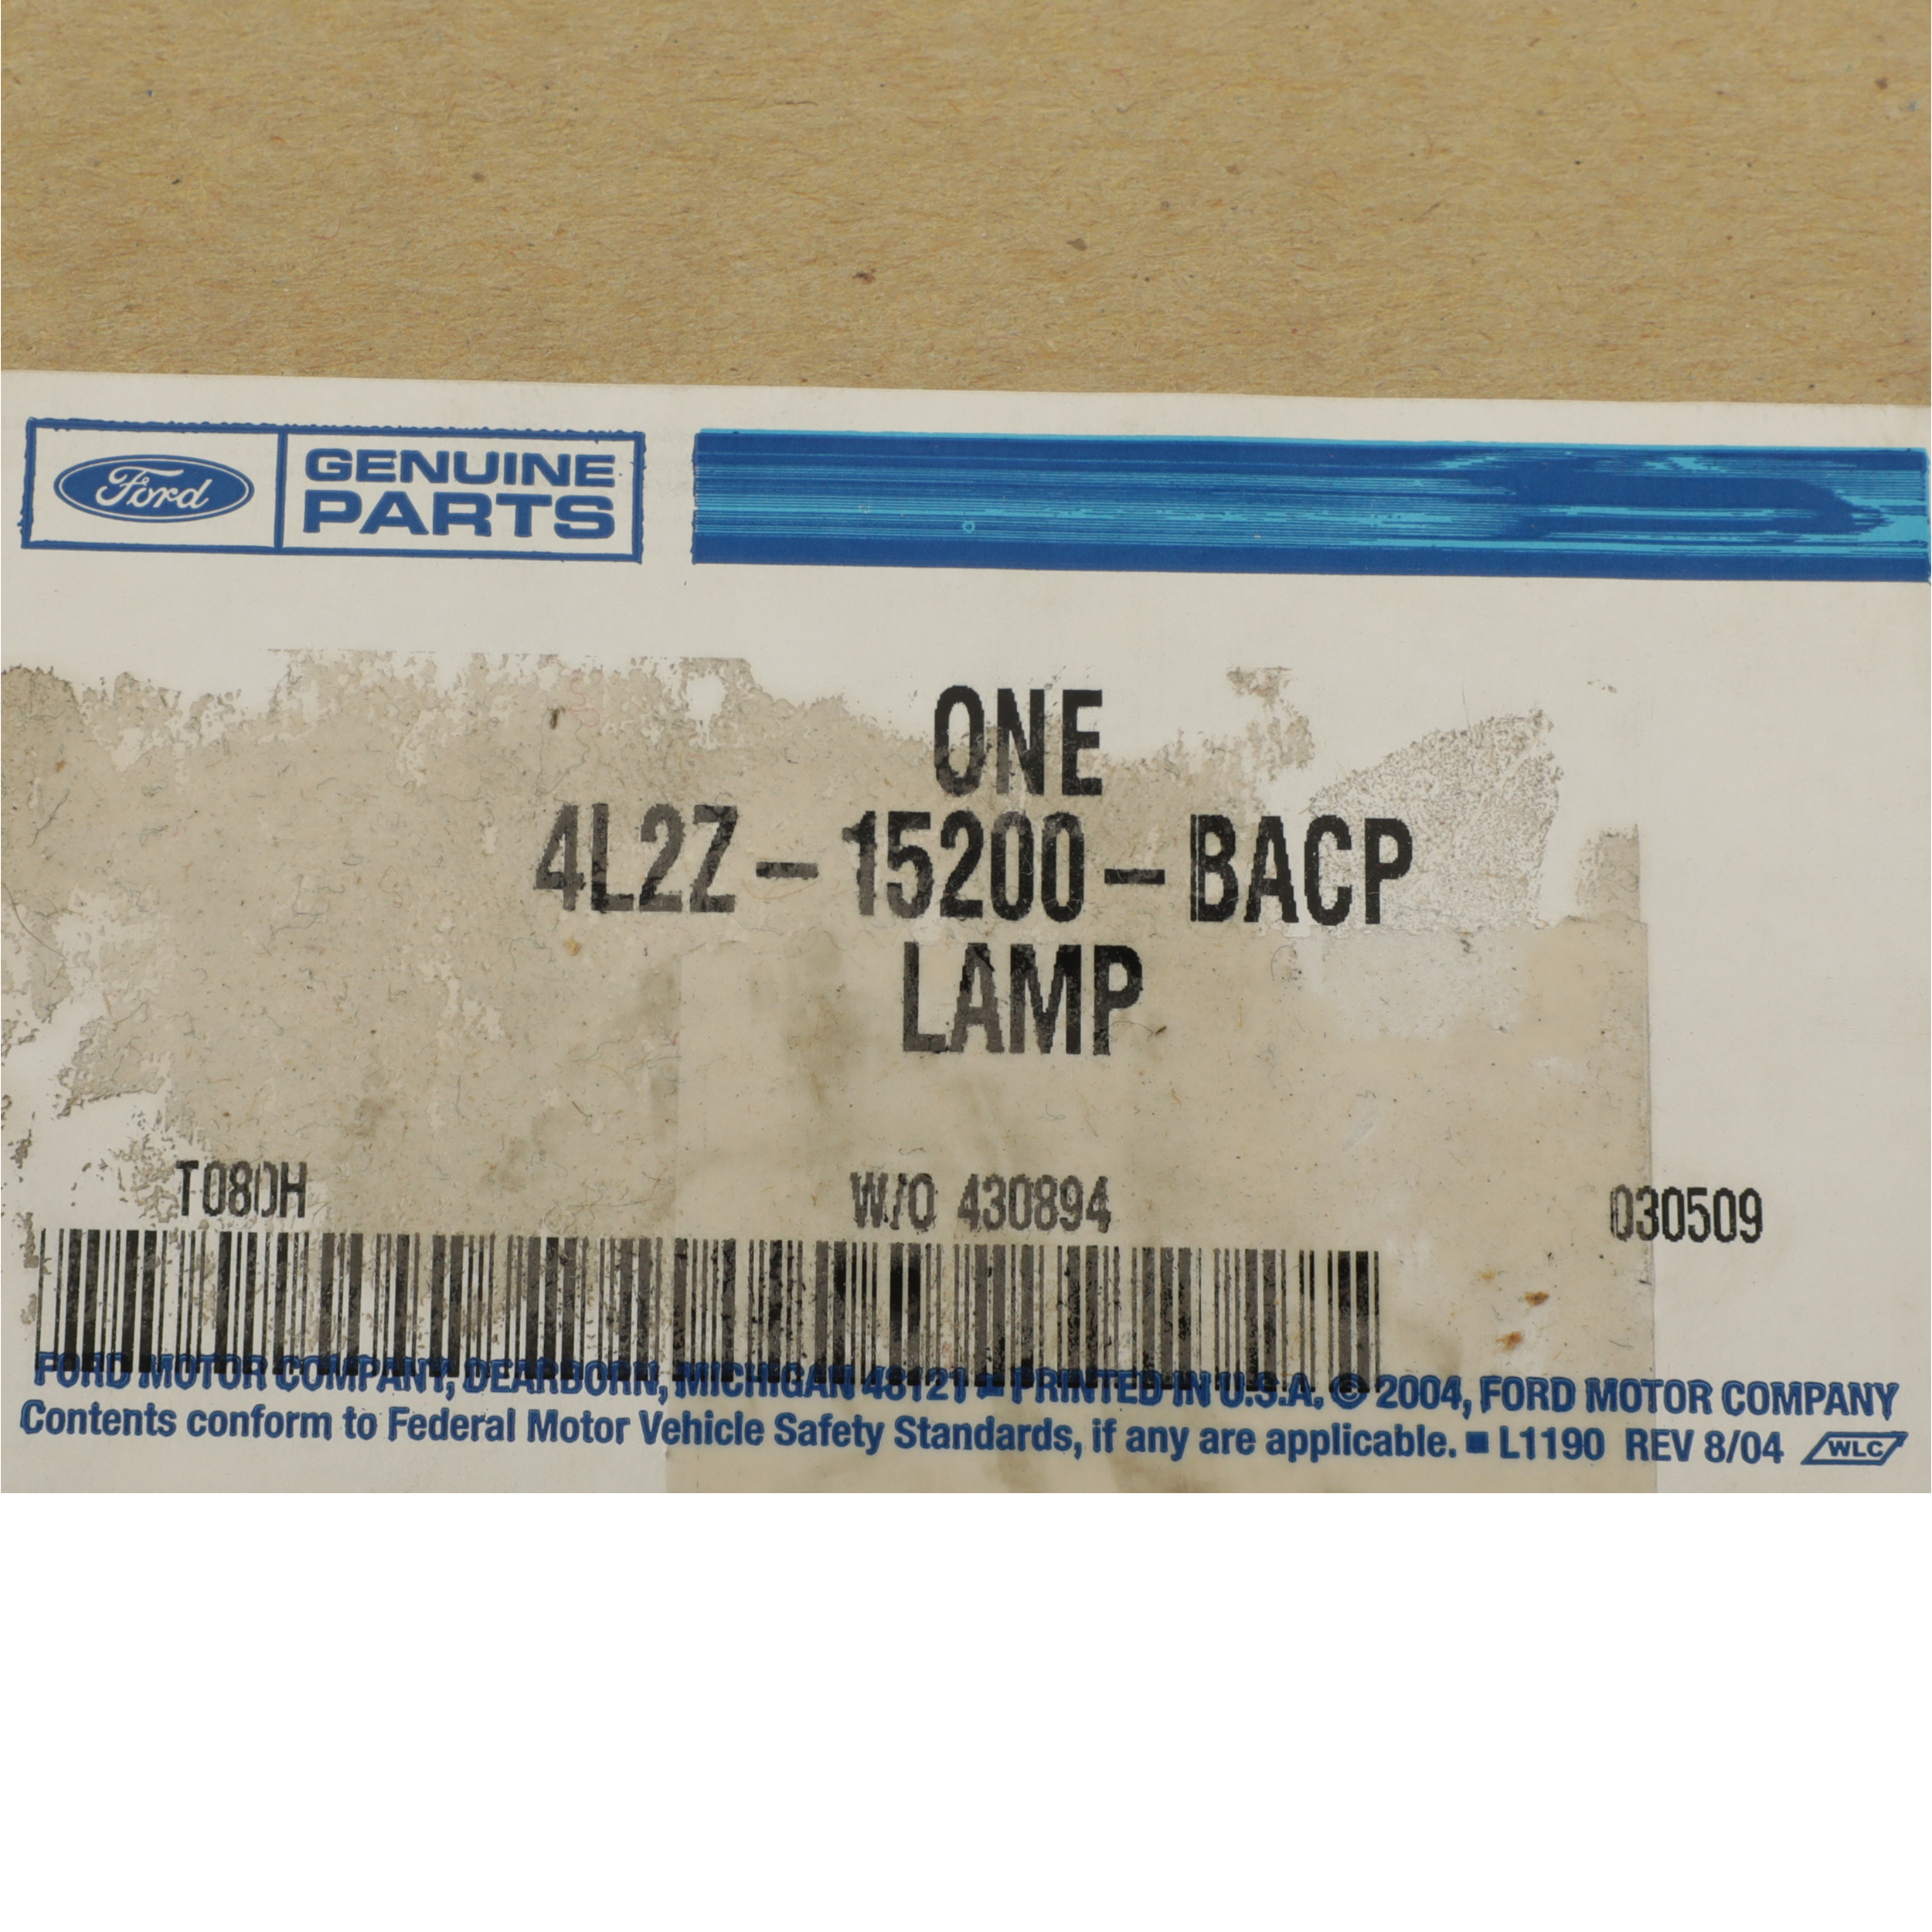 Ford GENUINE
PARTS
ONE
4L2Z-15200-BACP
LAMP
T080H W/O 430894 030509
FORD MOTOR COMPANY, DEARBORN, MICHIGAN 48121 ■ PRINTED IN U.S.A. © 2004, FORD MOTOR COMPANY
Contents conform to Federal Motor Vehicle Safety Standards, if any are applicable. ■ L1190 REV 8/04 WLC